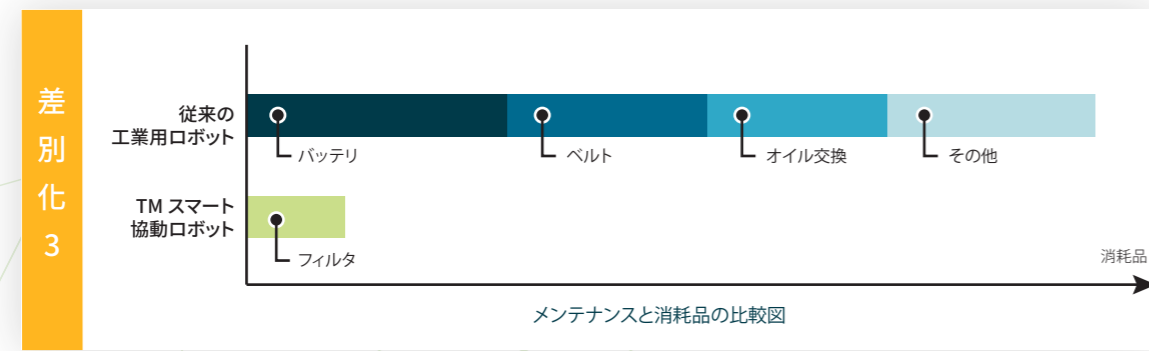 差別化3
従来の
工業用ロボット
バッテリ
ベルト
オイル交換
その他
TM スマート
協動ロボット
フィルタ
消耗品
メンテナンスと消耗品の比較図